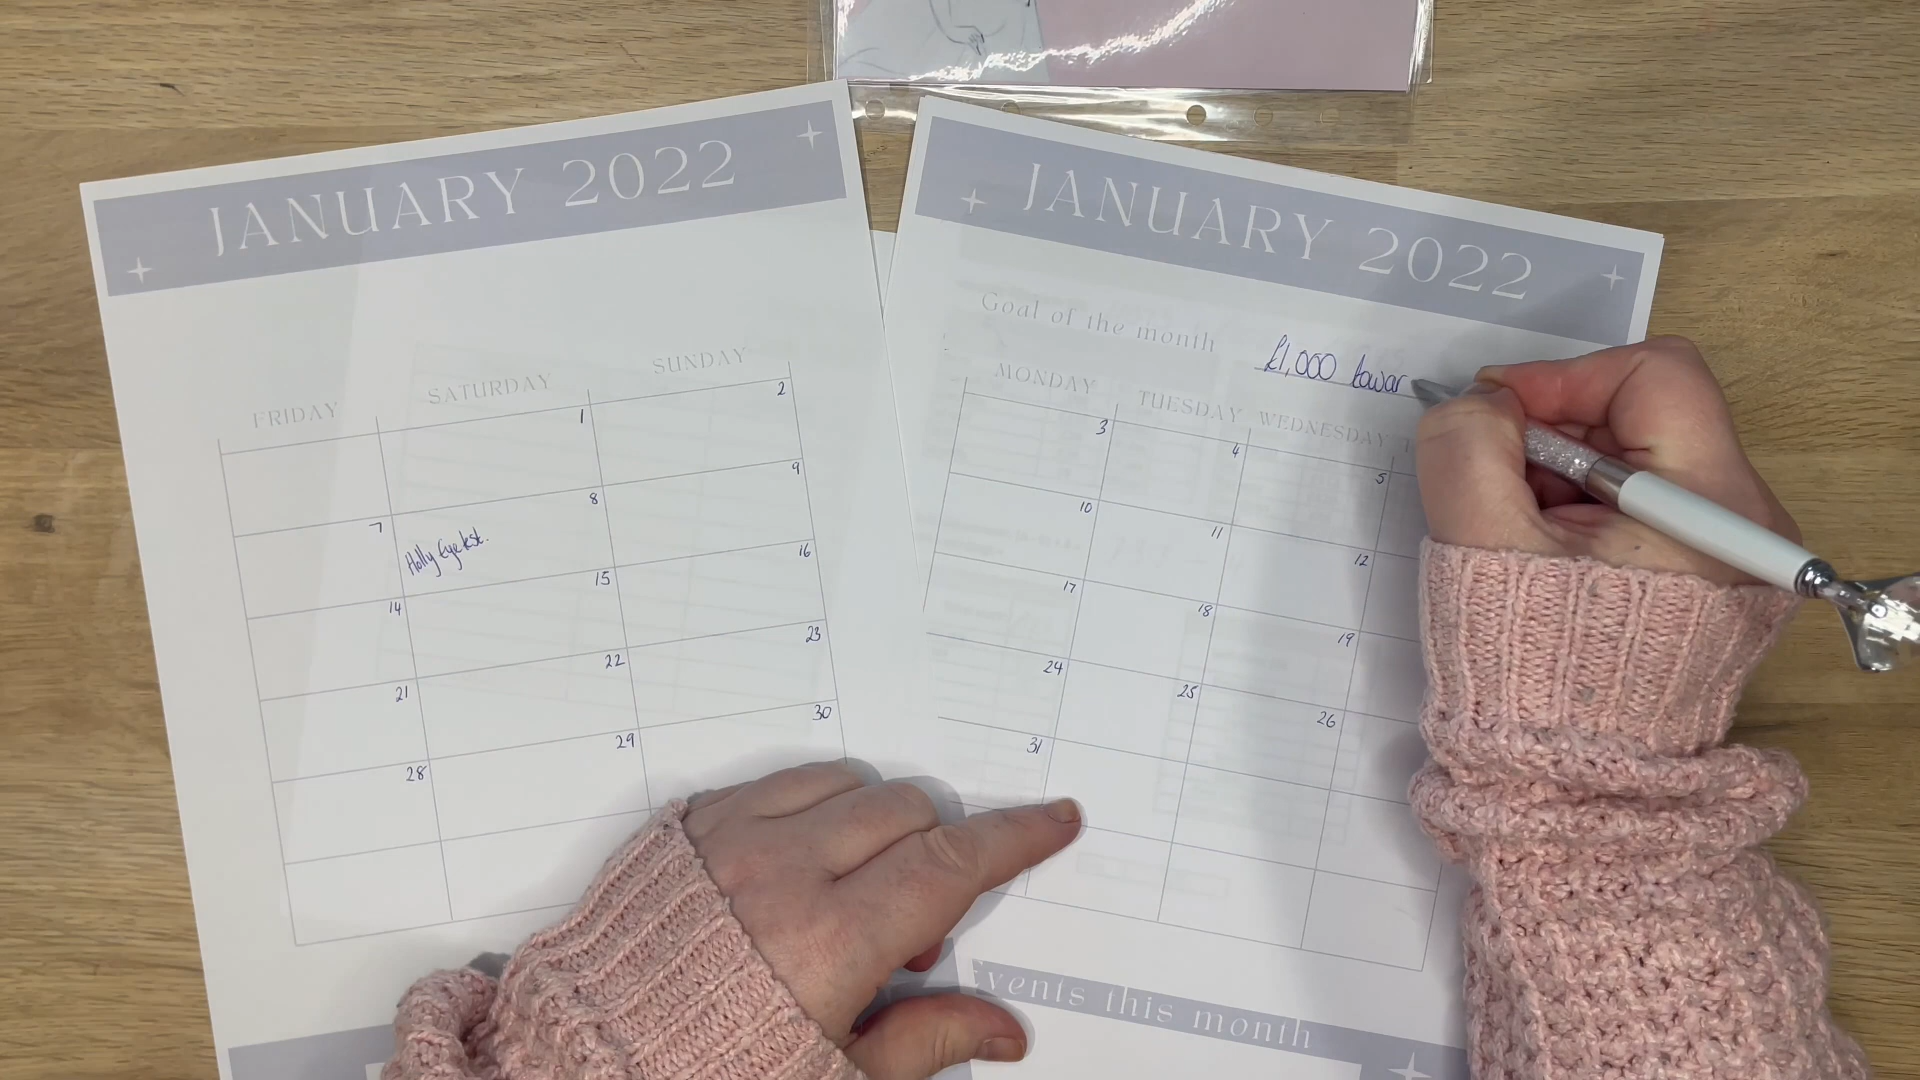 JANUARY 2022
FRIDAY SATURDAY SUNDAY
1 2
7 8 9
Holly Eye test.
14 15 16
21 22 23
28 29 30
JANUARY 2022
Goal of the month £1,000 towar
MONDAY TUESDAY WEDNESDAY T
3 4 5
10 11 12
17 18 19
24 25 26
31
Events this month